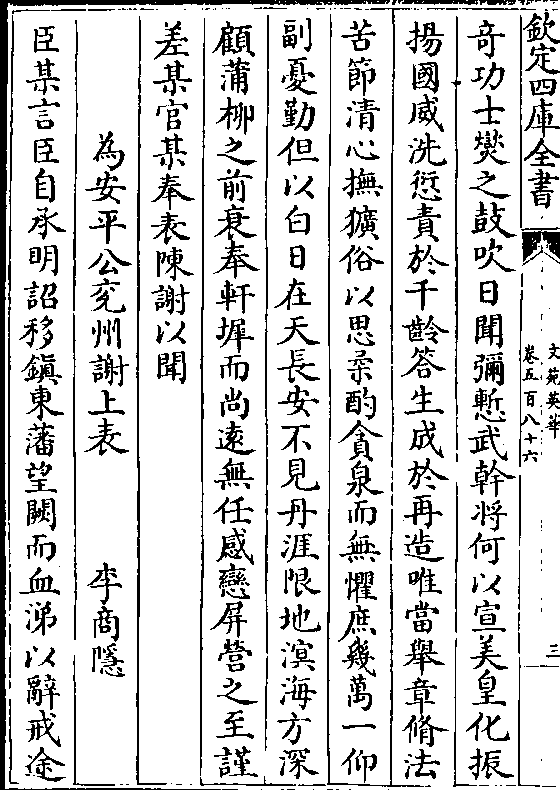 欽定四庫全書
文苑英華
卷五百八十六
三
竒功士爕之鼓吹日聞彌慙武幹將何以宣美皇化振
揚國威洗愆責於千齡答生成於再造唯當舉章脩法
苦節清心撫獷俗以思柔酌貪泉而無懼庶幾萬一仰
副憂勤但以白日在天長安不見丹涯限地溟海方深
顧蒲柳之前衰奉軒墀而尚遠無任感戀屏營之至謹
差某官某奉表陳謝以聞
為安平公兖州謝上表 李商隱
臣某言臣自承明詔移鎭東藩望闕而血涕以辭戒途